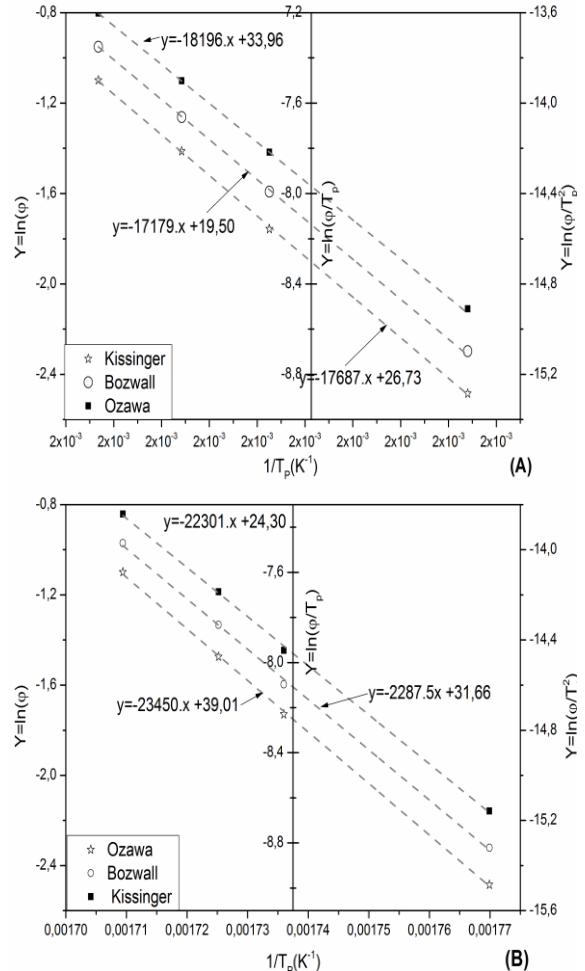 -0,8
7,2
-13,6
y=-18196.x +33,96
-1,2
-7,6
-14,0
-1,6
-8,0
-14,4
Y=ln(φ)
Y=ln(φ/Tp)
Y=ln(φ/Tp²)
y=-17179.x +19,50
-2,0
-8,4
-14,8
Kissinger
Bozwall
Ozawa
-2,4
-8,8
-15,2
y=-17687.x +26,73
2x10⁻³ 2x10⁻³ 2x10⁻³ 2x10⁻³ 2x10⁻³ 2x10⁻³ 2x10⁻³ 2x10⁻³ 2x10⁻³ 2x10⁻³
1/Tp(K⁻¹)
(A)
-0,8
y=-22301.x +24,30
-14,0
-1,2
-7,6
Y=ln(φ)
Y=ln(φ/Tp)
Y=ln(φ/T²)
-1,6
-8,0
-14,4
y=-23450.x +39,01
y=-2287.5x +31,66
-2,0
-8,4
-14,8
-2,4
-8,8
-15,2
Ozawa
Bozwall
Kissinger
-15,6
0,00170 0,00171 0,00172 0,00173 0,00174 0,00175 0,00176 0,00177
1/Tp(K⁻¹)
(B)